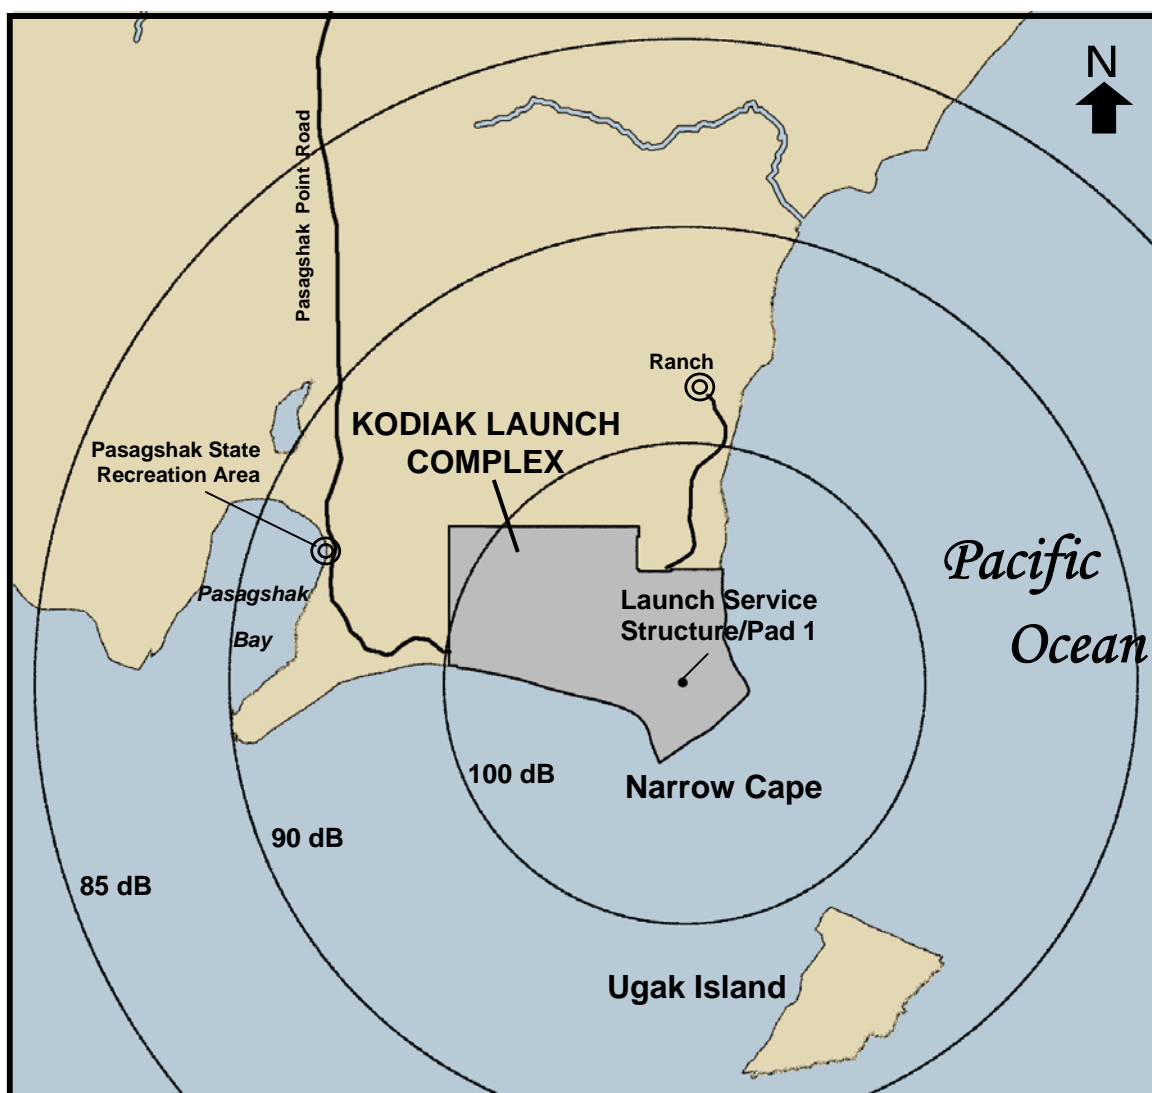 N
Pasagshak Point Road
Ranch
KODIAK LAUNCH
COMPLEX
Pasagshak State
Recreation Area
Pacific
Ocean
Pasagshak
Bay
Launch Service
Structure/Pad 1
100 dB
Narrow Cape
90 dB
85 dB
Ugak Island